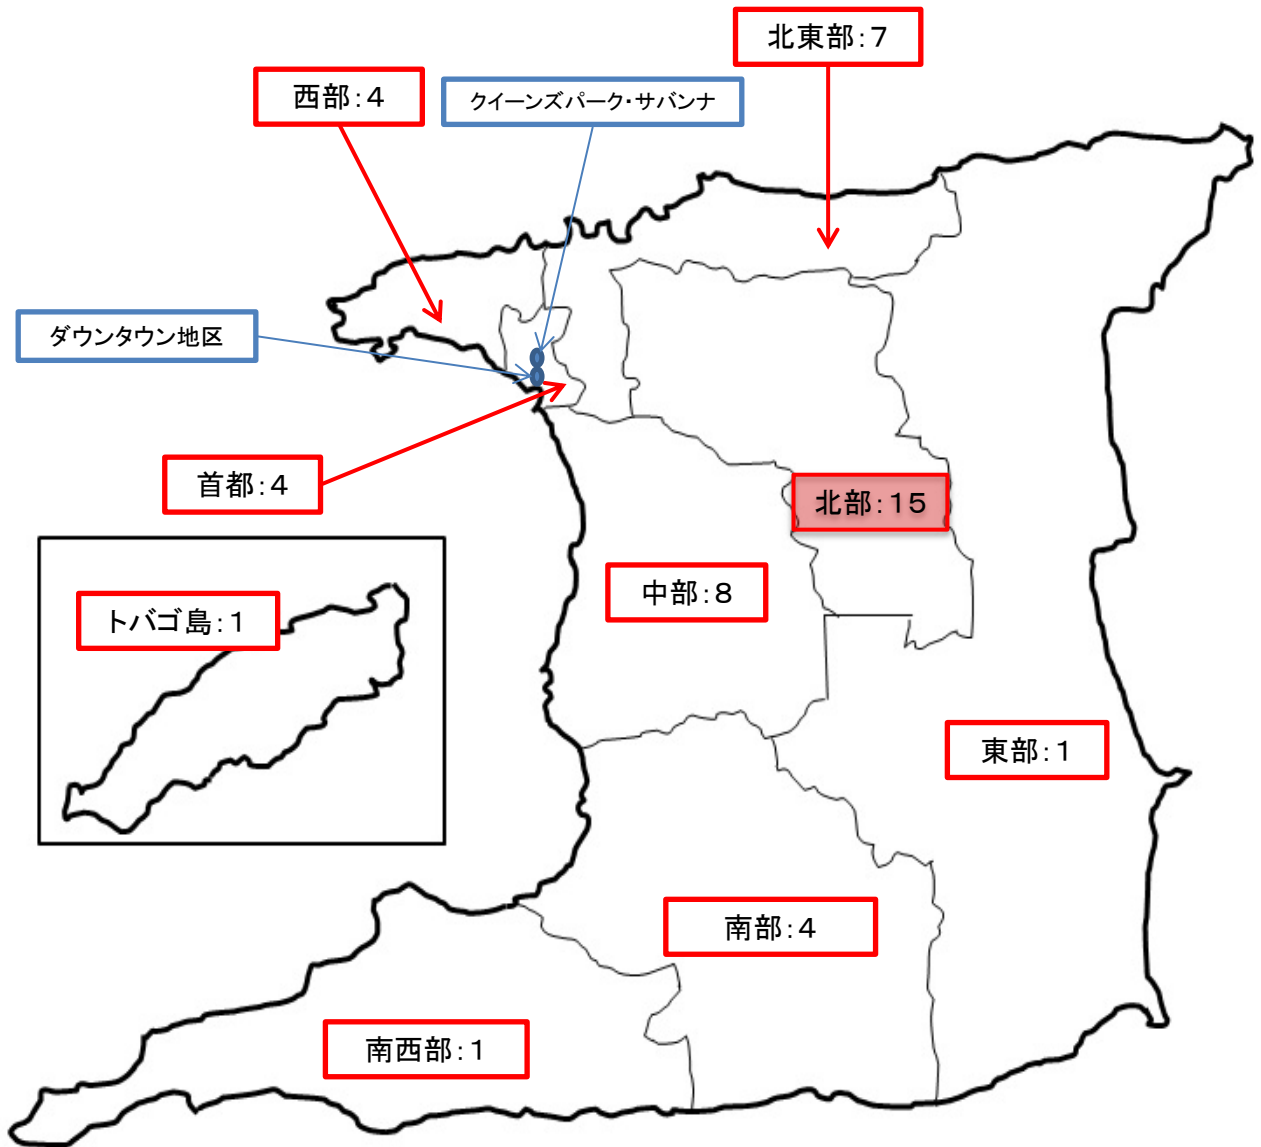 北東部：７
西部：４
クイーンズパーク・サバンナ
ダウンタウン地区
首都：４
北部：１５
中部：８
トバゴ島：１
東部：１
南部：４
南西部：１